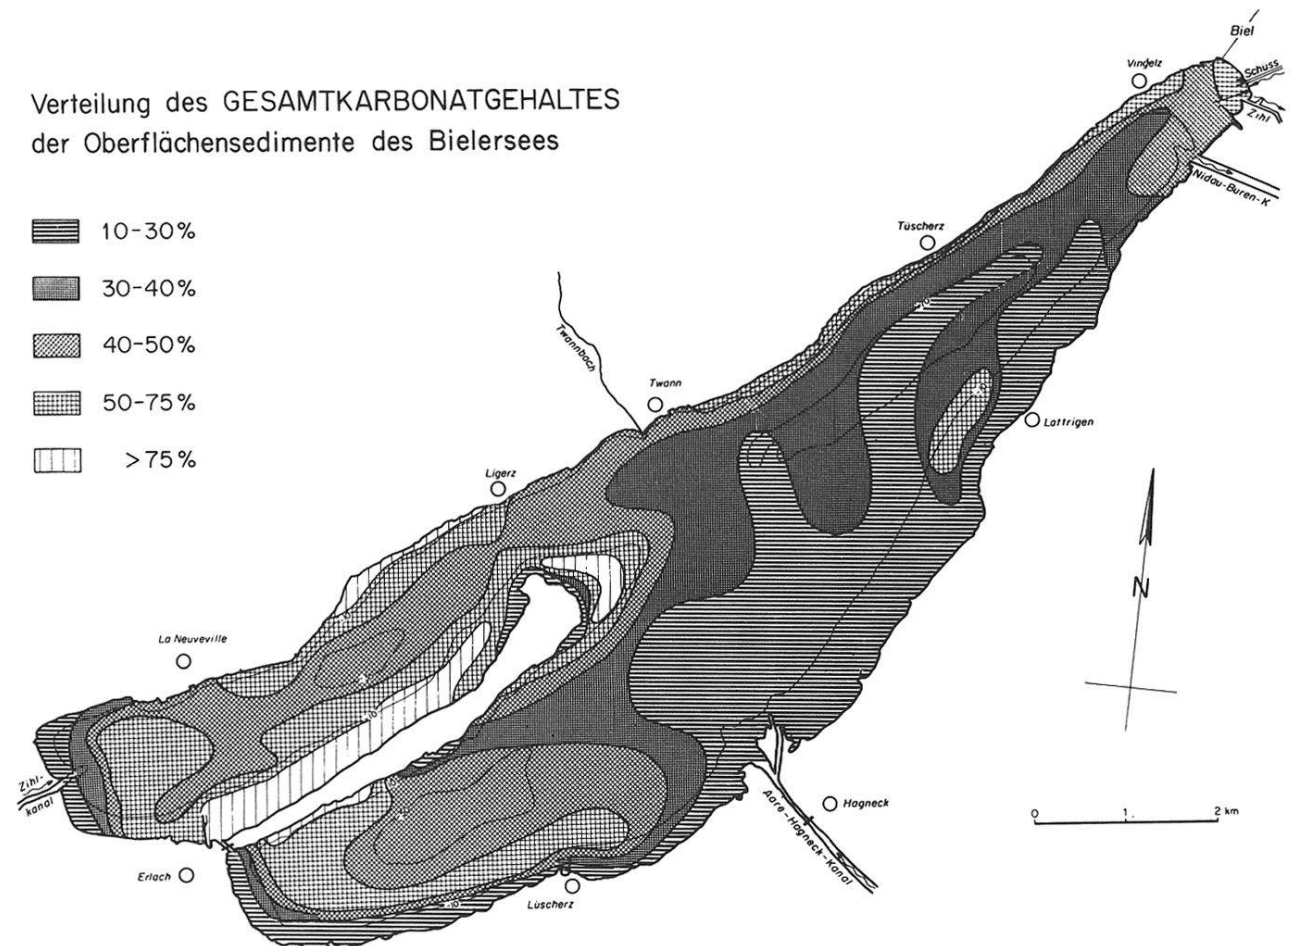 Verteilung des GESAMTKARBONATGEHALTES
der Oberflächensedimente des Bielersees
10-30%
30-40%
40-50%
50-75%
>75%
Biel
Vingelz
Schüss
Zihl
Nidau-Büren-K
Tüscherz
Twannbach
Twann
Lattrigen
Ligerz
N
La Neuveville
Zihl-
kanal
0 1 2 km
Hagneck
Aare-Hagneck-Kanal
Erlach
Lüscherz